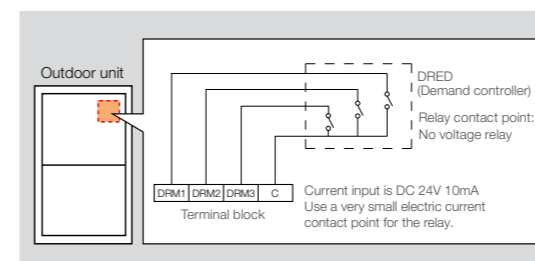 Outdoor unit
DRED
(Demand controller)
Relay contact point:
No voltage relay
DRM1 DRM2 DRM3 C
Terminal block
Current input is DC 24V 10mA
Use a very small electric current
contact point for the relay.